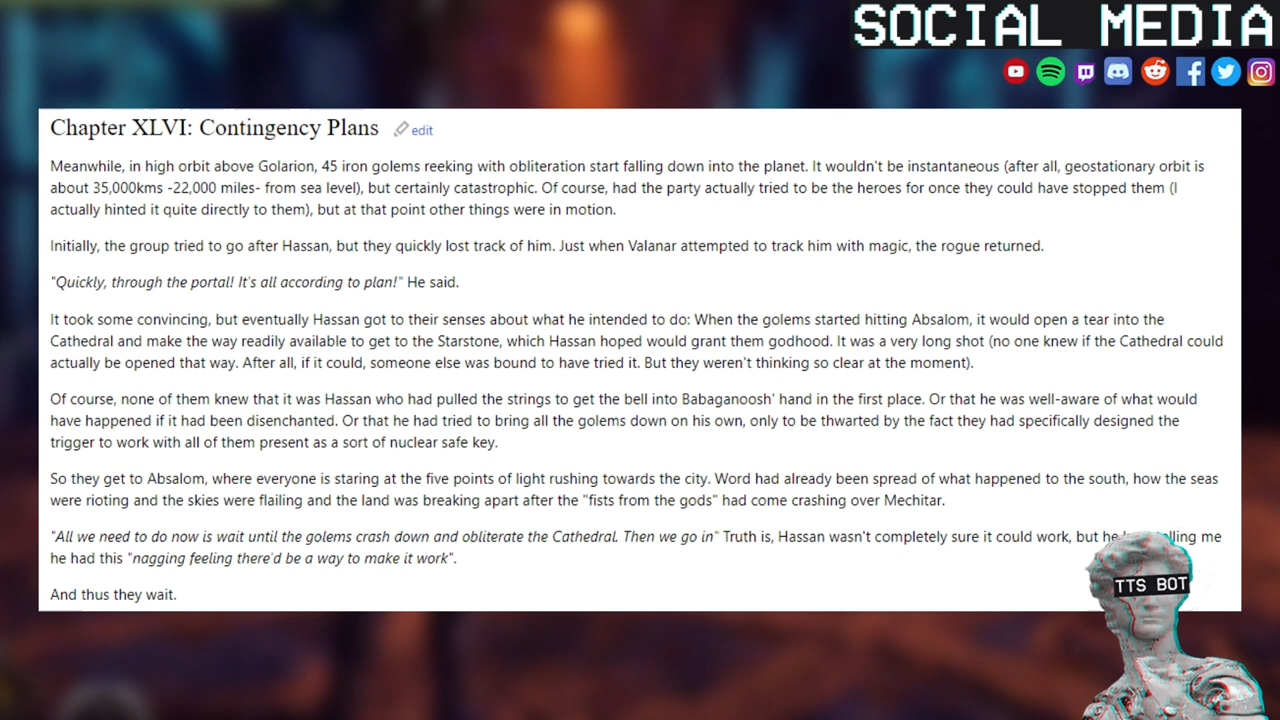 SOCIAL MEDIA
Chapter XLVI: Contingency Plans edit
Meanwhile, in high orbit above Golarion, 45 iron golems reeking with obliteration start falling down into the planet. It wouldn't be instantaneous (after all, geostationary orbit is
about 35,000kms -22,000 miles- from sea level), but certainly catastrophic. Of course, had the party actually tried to be the heroes for once they could have stopped them (I
actually hinted it quite directly to them), but at that point other things were in motion.
Initially, the group tried to go after Hassan, but they quickly lost track of him. Just when Valanar attempted to track him with magic, the rogue returned.
"Quickly, through the portal! It's all according to plan!" He said.
It took some convincing, but eventually Hassan got to their senses about what he intended to do: When the golems started hitting Absalom, it would open a tear into the
Cathedral and make the way readily available to get to the Starstone, which Hassan hoped would grant them godhood. It was a very long shot (no one knew if the Cathedral could
actually be opened that way. After all, if it could, someone else was bound to have tried it. But they weren't thinking so clear at the moment).
Of course, none of them knew that it was Hassan who had pulled the strings to get the bell into Babaganoosh' hand in the first place. Or that he was well-aware of what would
have happened if it had been disenchanted. Or that he had tried to bring all the golems down on his own, only to be thwarted by the fact they had specifically designed the
trigger to work with all of them present as a sort of nuclear safe key.
So they get to Absalom, where everyone is staring at the five points of light rushing towards the city. Word had already been spread of what happened to the south, how the seas
were rioting and the skies were flailing and the land was breaking apart after the "fists from the gods" had come crashing over Mechitar.
"All we need to do now is wait until the golems crash down and obliterate the Cathedral. Then we go in" Truth is, Hassan wasn't completely sure it could work, but he me
he had this "nagging feeling there'd be a way to make it work".
And thus they wait.
TTS BOT